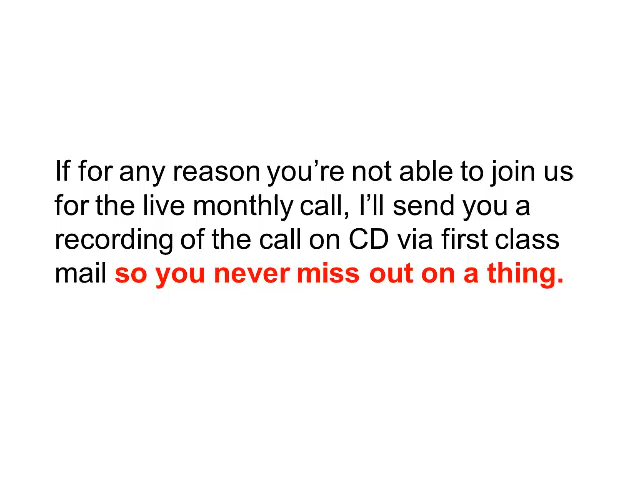 If for any reason you’re not able to join us
for the live monthly call, I’ll send you a
recording of the call on CD via first class
mail so you never miss out on a thing.